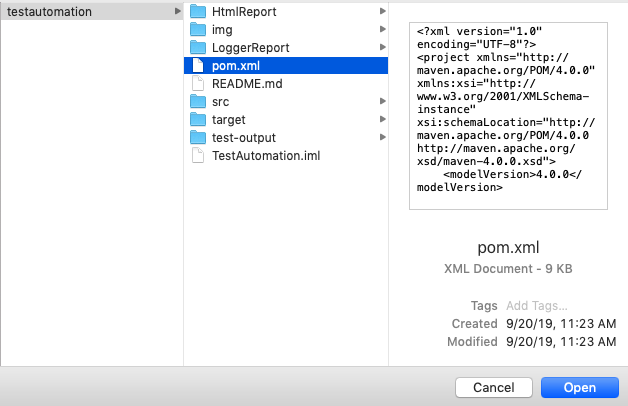 testautomation
HtmlReport
img
LoggerReport
pom.xml
README.md
src
target
test-output
TestAutomation.iml
<?xml version="1.0"
encoding="UTF-8"?>
<project xmlns="http://
maven.apache.org/POM/4.0.0"
xmlns:xsi="http://
www.w3.org/2001/XMLSchema-
instance"
xsi:schemaLocation="http://
maven.apache.org/POM/4.0.0
http://maven.apache.org/
xsd/maven-4.0.0.xsd">
<modelVersion>4.0.0</
modelVersion>
pom.xml
XML Document - 9 KB
Tags Add Tags...
Created 9/20/19, 11:23 AM
Modified 9/20/19, 11:23 AM
Cancel
Open